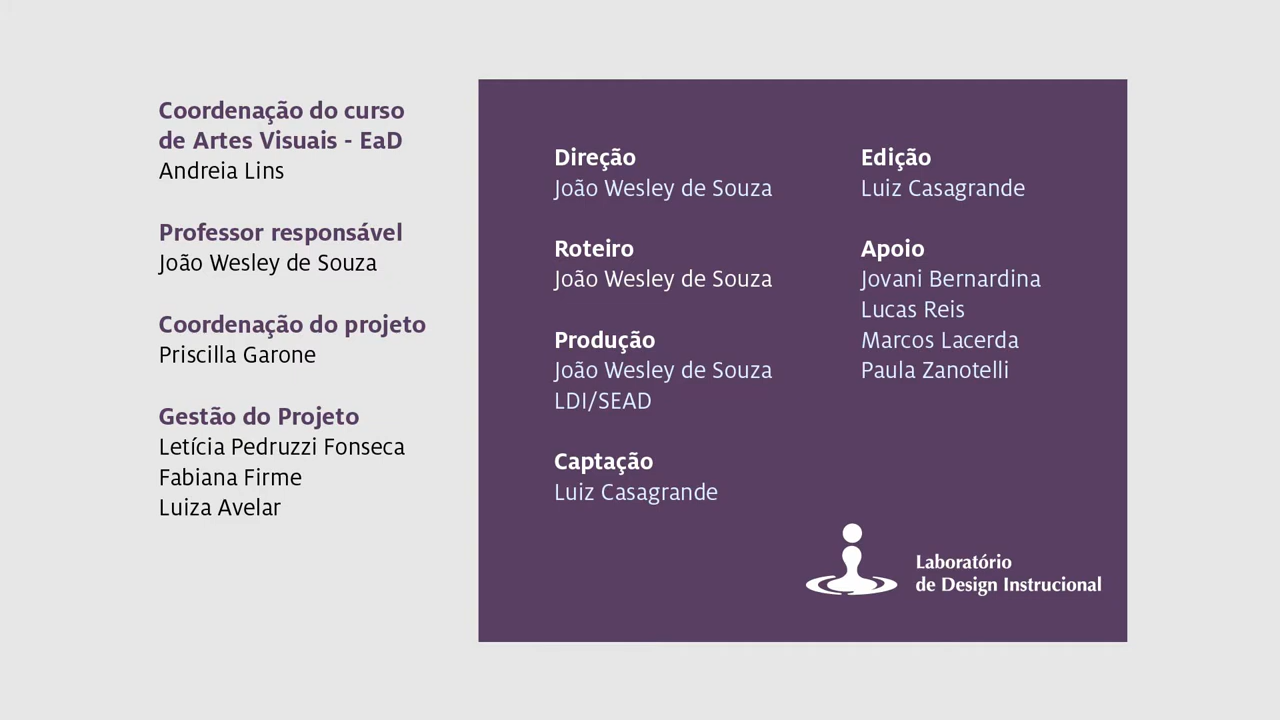 Coordenação do curso
de Artes Visuais - EaD
Andreia Lins
Professor responsável
João Wesley de Souza
Coordenação do projeto
Priscilla Garone
Gestão do Projeto
Letícia Pedruzzi Fonseca
Fabiana Firme
Luiza Avelar
Direção
João Wesley de Souza
Roteiro
João Wesley de Souza
Produção
João Wesley de Souza
LDI/SEAD
Captação
Luiz Casagrande
Edição
Luiz Casagrande
Apoio
Jovani Bernardina
Lucas Reis
Marcos Lacerda
Paula Zanotelli
Laboratório
de Design Instrucional